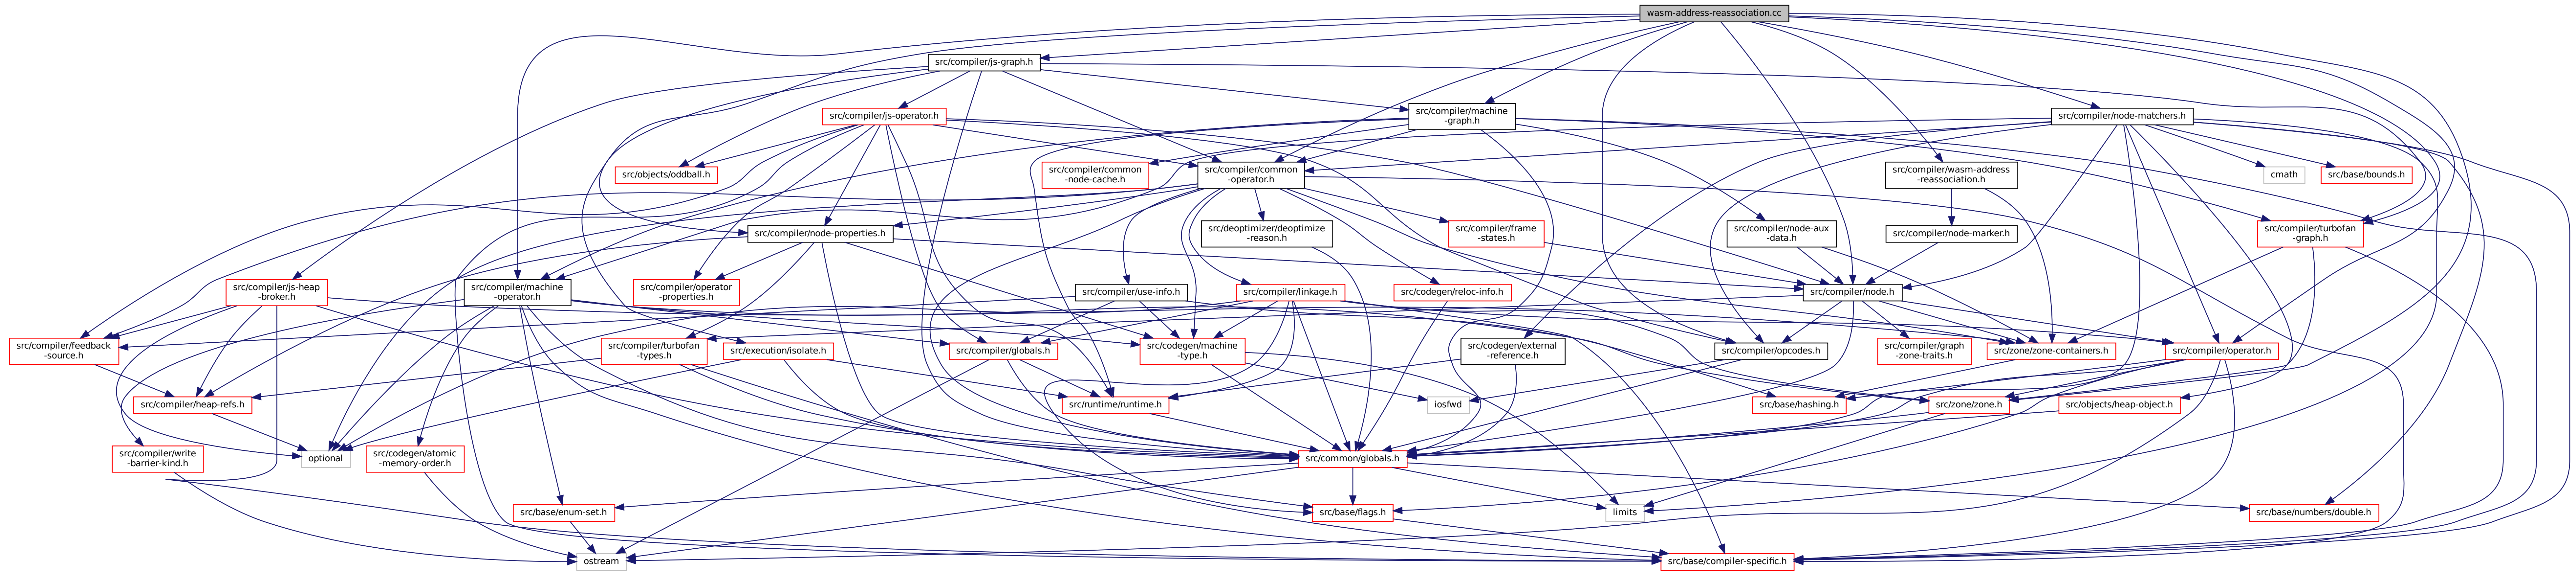 wasm-address-reassociation.cc
src/compiler/js-graph.h
src/compiler/js-operator.h
src/compiler/machine
-graph.h
src/compiler/node-matchers.h
src/objects/oddball.h
src/compiler/common
-node-cache.h
src/compiler/common
-operator.h
src/compiler/wasm-address
-reassociation.h
cmath
src/base/bounds.h
src/compiler/node-properties.h
src/deoptimizer/deoptimize
-reason.h
src/compiler/frame
-states.h
src/compiler/node-aux
-data.h
src/compiler/node-marker.h
src/compiler/turbofan
-graph.h
src/compiler/js-heap
-broker.h
src/compiler/machine
-operator.h
src/compiler/operator
-properties.h
src/compiler/use-info.h
src/compiler/linkage.h
src/codegen/reloc-info.h
src/compiler/node.h
src/compiler/feedback
-source.h
src/compiler/turbofan
-types.h
src/execution/isolate.h
src/compiler/globals.h
src/codegen/machine
-type.h
src/codegen/external
-reference.h
src/compiler/opcodes.h
src/compiler/graph
-zone-traits.h
src/zone/zone-containers.h
src/compiler/operator.h
src/compiler/heap-refs.h
src/runtime/runtime.h
iosfwd
src/base/hashing.h
src/zone/zone.h
src/objects/heap-object.h
src/compiler/write
-barrier-kind.h
optional
src/codegen/atomic
-memory-order.h
src/common/globals.h
src/base/enum-set.h
src/base/flags.h
limits
src/base/numbers/double.h
ostream
src/base/compiler-specific.h